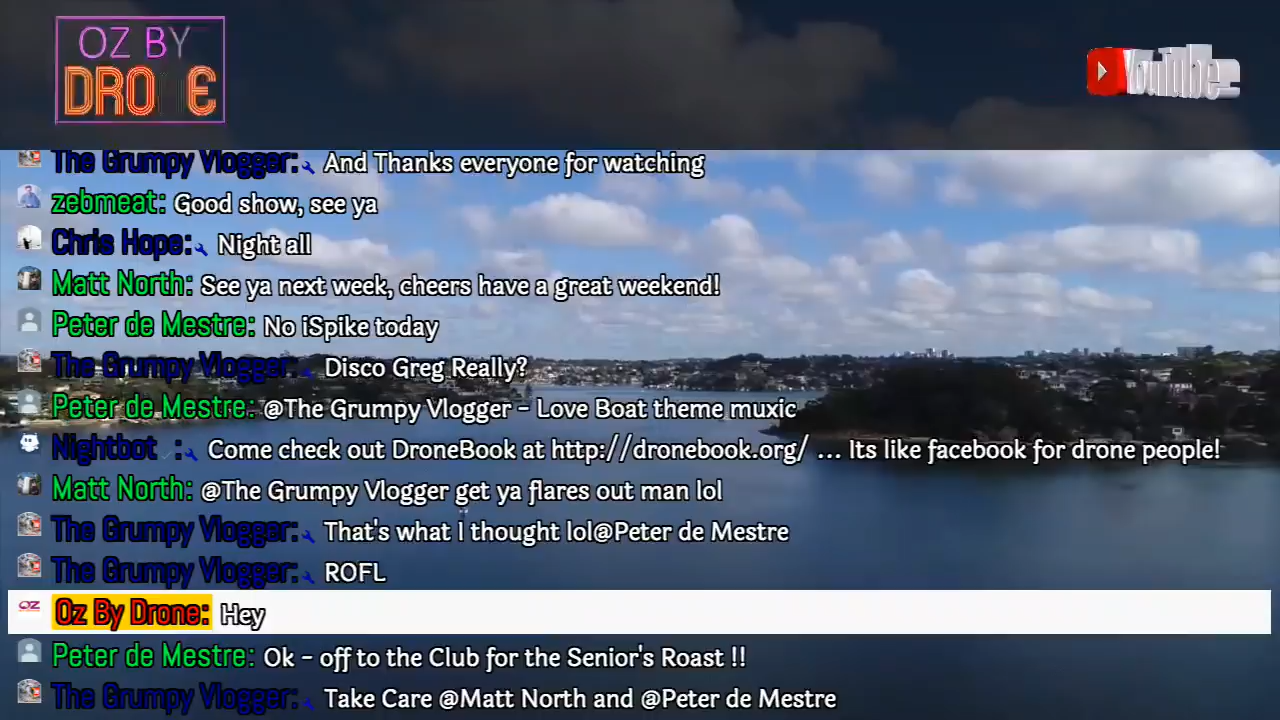 OZ BY
DRONE
YouTube
The Grumpy Vlogger: And Thanks everyone for watching
zebmeat: Good show, see ya
Chris Hope: Night all
Matt North: See ya next week, cheers have a great weekend!
Peter de Mestre: No iSpike today
The Grumpy Vlogger: Disco Greg Really?
Peter de Mestre: @The Grumpy Vlogger - Love Boat theme muxic
Nightbot : Come check out DroneBook at http://dronebook.org/ ... Its like facebook for drone people!
Matt North: @The Grumpy Vlogger get ya flares out man lol
The Grumpy Vlogger: That's what I thought lol@Peter de Mestre
The Grumpy Vlogger: ROFL
OZ Oz By Drone: Hey
Peter de Mestre: Ok - off to the Club for the Senior's Roast !!
The Grumpy Vlogger: Take Care @Matt North and @Peter de Mestre